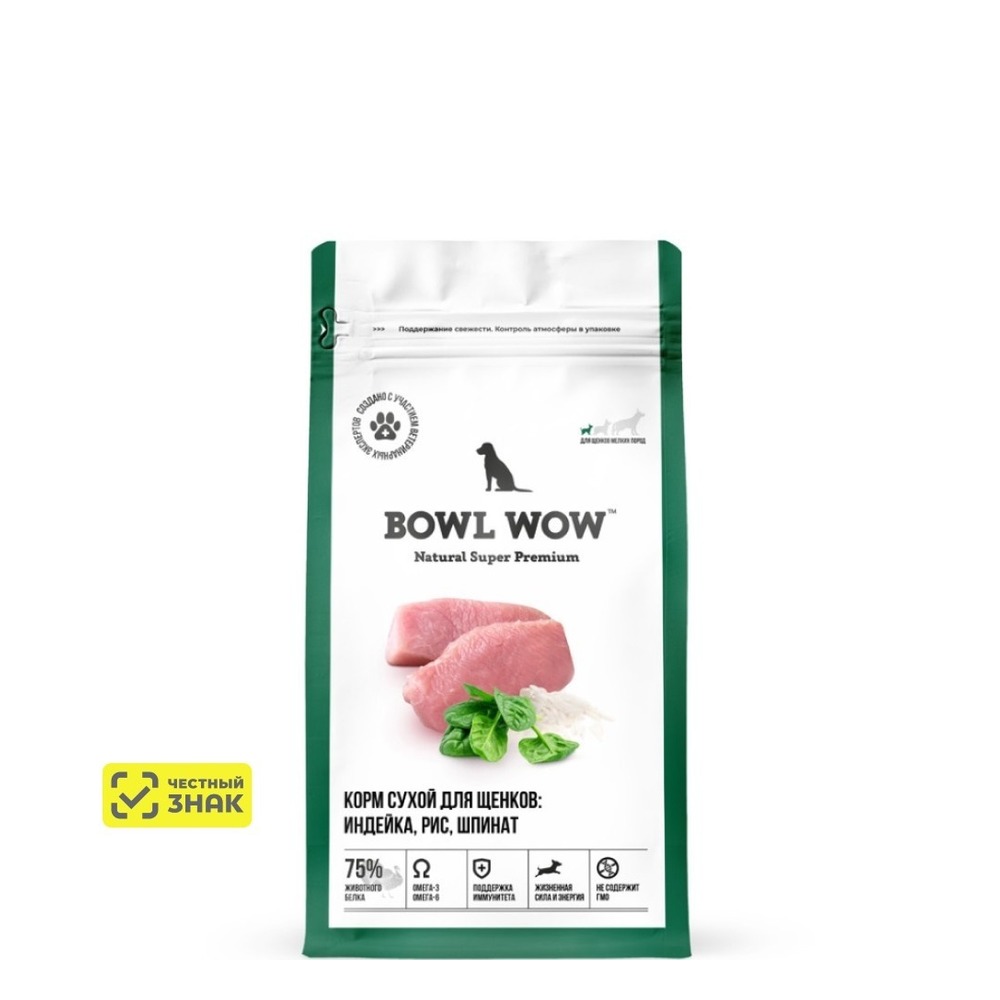 >>> Поддержание свежести. Контроль атмосферы в упаковке
СОЗДАНО С УЧАСТИЕМ ВЕТЕРИНАРНЫХ ЭКСПЕРТОВ
ДЛЯ ЩЕНКОВ МЕЛКИХ ПОРОД
BOWL WOW™
Natural Super Premium
ЧЕСТНЫЙ
ЗНАК
КОРМ СУХОЙ ДЛЯ ЩЕНКОВ:
ИНДЕЙКА, РИС, ШПИНАТ
75%
ЖИВОТНОГО
БЕЛКА
Ω
ОМЕГА-3
ОМЕГА-6
ПОДДЕРЖКА
ИММУНИТЕТА
ЖИЗНЕННАЯ
СИЛА И ЭНЕРГИЯ
НЕ СОДЕРЖИТ
ГМО